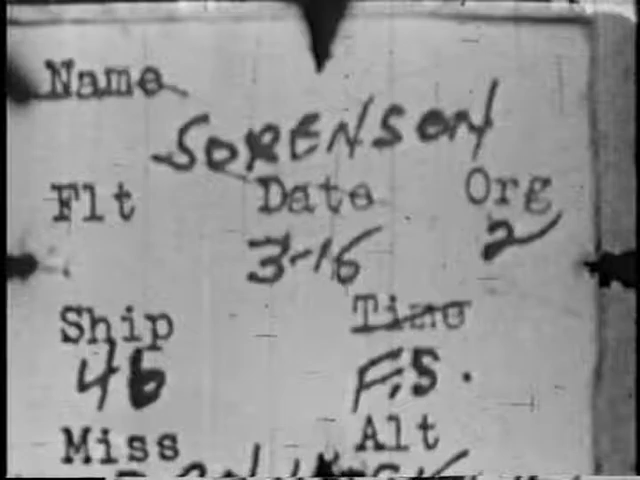 Name
SORENSON
Flt Date Org
3-16 2
Ship Time
46 F.S.
Miss Alt